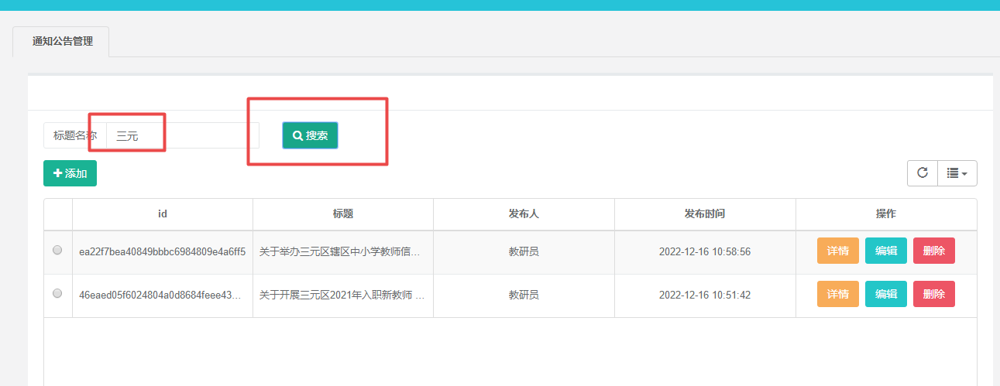 通知公告管理
标题名称 三元 搜索
添加
id 标题 发布人 发布时间 操作
ea22f7bea40849bbbc6984809e4a6ff5 关于举办三元区辖区中小学教师信… 教研员 2022-12-16 10:58:56 详情 编辑 删除
46eaed05f6024804a0d8684feee43… 关于开展三元区2021年入职新教师 … 教研员 2022-12-16 10:51:42 详情 编辑 删除